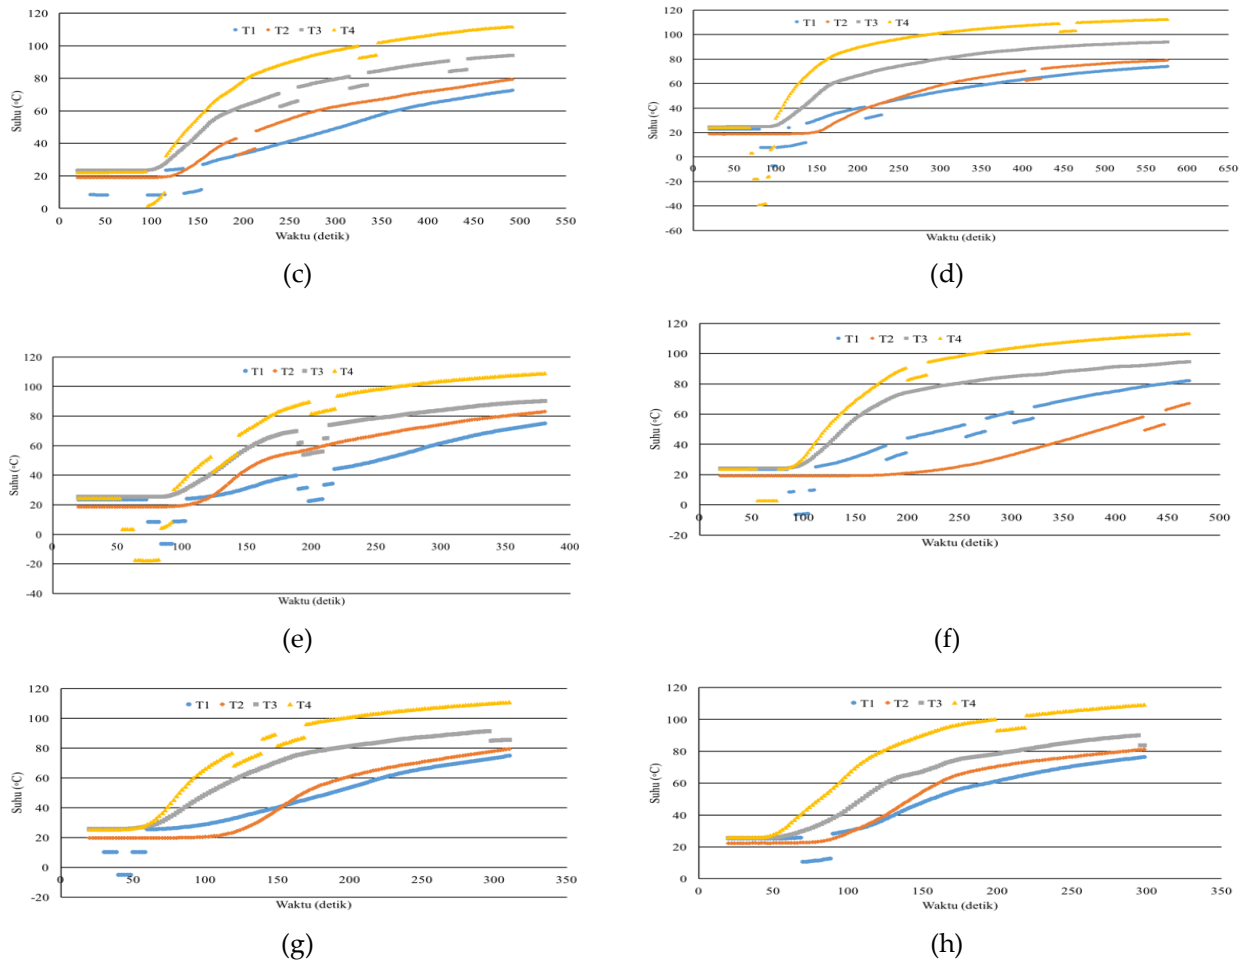 T1 T2 T3 T4
120
100
80
60
40
20
0
Suhu (°C)
0 50 100 150 200 250 300 350 400 450 500 550
Waktu (detik)
(c)
T1 T2 T3 T4
120
100
80
60
40
20
0
-20
-40
-60
Suhu (°C)
0 50 100 150 200 250 300 350 400 450 500 550 600 650
Waktu (detik)
(d)
T1 T2 T3 T4
120
100
80
60
40
20
0
-20
-40
Suhu (°C)
0 50 100 150 200 250 300 350 400
Waktu (detik)
(e)
T1 T2 T3 T4
120
100
80
60
40
20
0
-20
Suhu (°C)
0 50 100 150 200 250 300 350 400 450 500
Waktu (detik)
(f)
T1 T2 T3 T4
120
100
80
60
40
20
0
-20
Suhu (°C)
0 50 100 150 200 250 300 350
Waktu (detik)
(g)
T1 T2 T3 T4
120
100
80
60
40
20
0
Suhu (°C)
0 50 100 150 200 250 300 350
Waktu (detik)
(h)